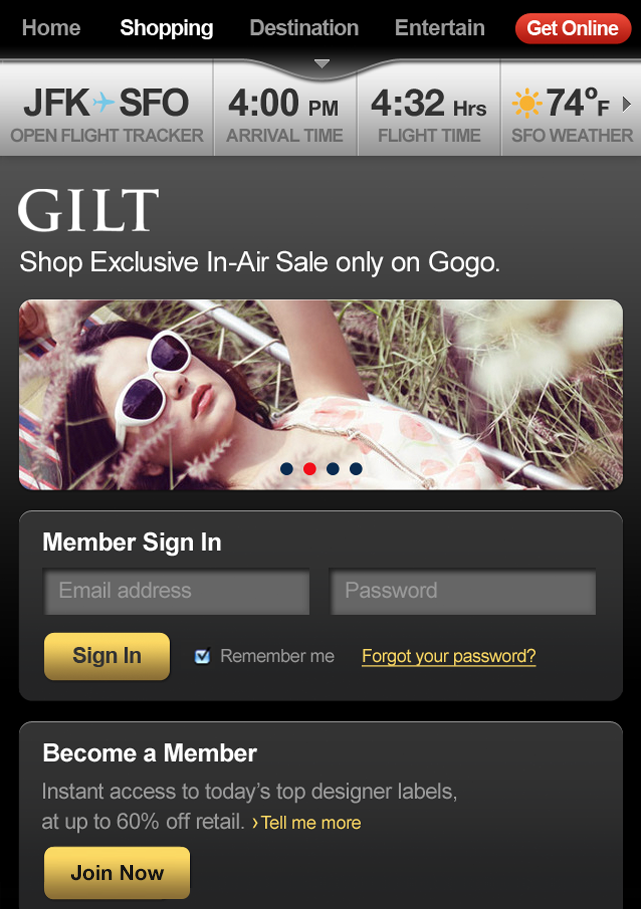 Home Shopping Destination Entertain Get Online
JFK SFO 4:00 PM 4:32 Hrs 74°F
OPEN FLIGHT TRACKER ARRIVAL TIME FLIGHT TIME SFO WEATHER
GILT
Shop Exclusive In-Air Sale only on Gogo.
Member Sign In
Email address Password
Sign In Remember me Forgot your password?
Become a Member
Instant access to today's top designer labels,
at up to 60% off retail. › Tell me more
Join Now